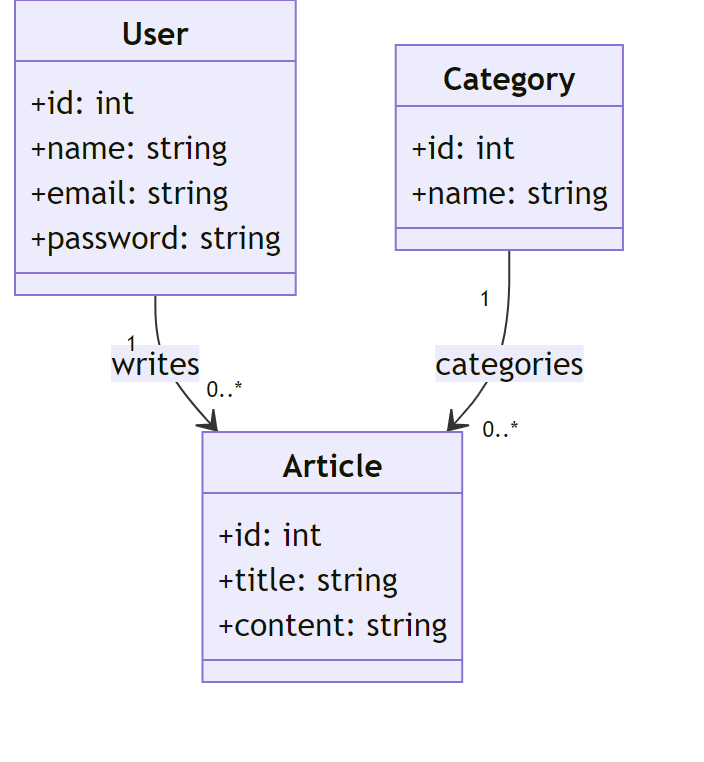 User
+id: int
+name: string
+email: string
+password: string
Category
+id: int
+name: string
1
writes
0..*
1
categories
0..*
Article
+id: int
+title: string
+content: string